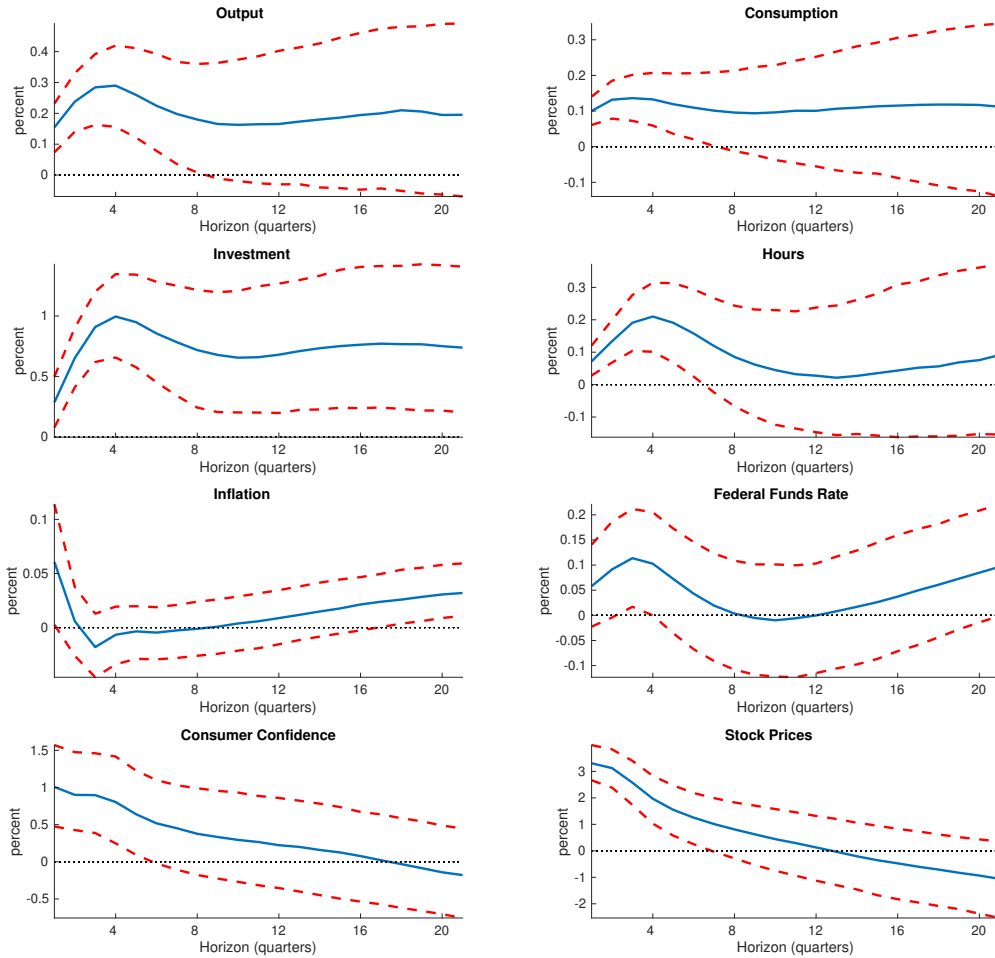 Output
percent
0.4
0.3
0.2
0.1
0
4 8 12 16 20
Horizon (quarters)
Consumption
percent
0.3
0.2
0.1
0
-0.1
4 8 12 16 20
Horizon (quarters)
Investment
percent
1
0.5
0
4 8 12 16 20
Horizon (quarters)
Hours
percent
0.3
0.2
0.1
0
-0.1
4 8 12 16 20
Horizon (quarters)
Inflation
percent
0.1
0.05
0
4 8 12 16 20
Horizon (quarters)
Federal Funds Rate
percent
0.2
0.15
0.1
0.05
0
-0.05
-0.1
4 8 12 16 20
Horizon (quarters)
Consumer Confidence
percent
1.5
1
0.5
0
-0.5
4 8 12 16 20
Horizon (quarters)
Stock Prices
percent
3
2
1
0
-1
-2
4 8 12 16 20
Horizon (quarters)